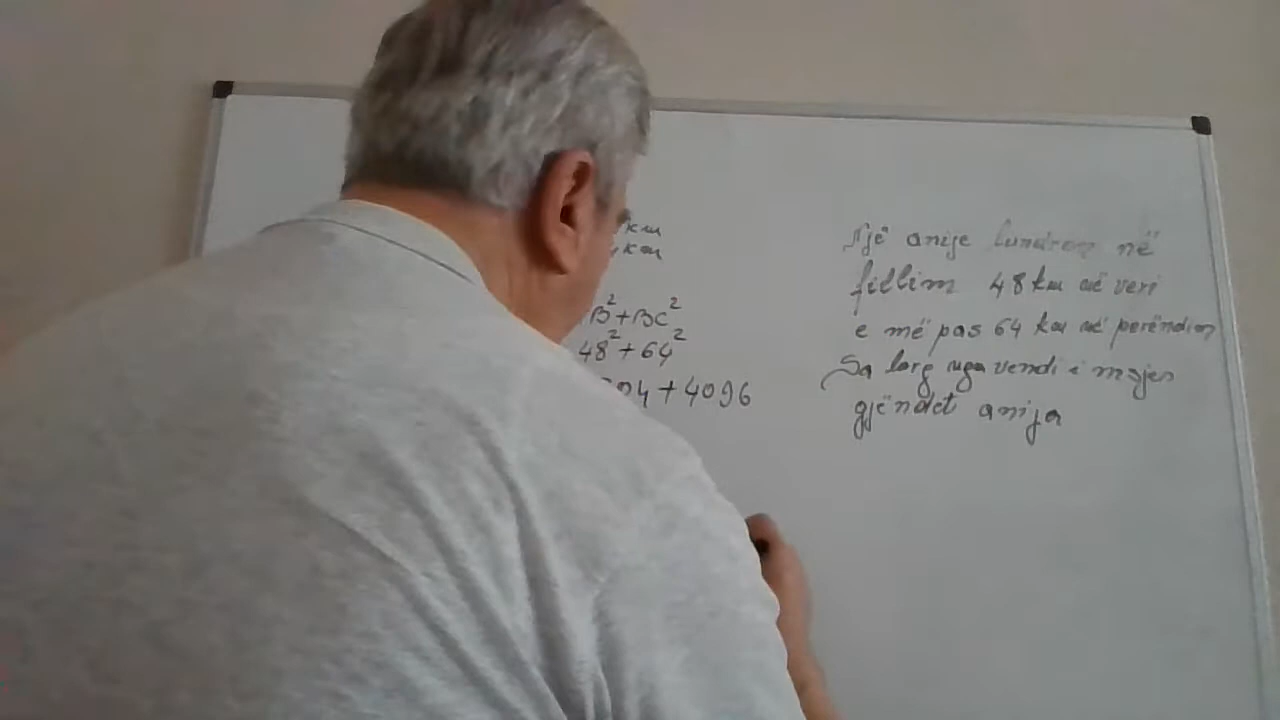 km
km
B²+BC²
48²+64²
04+4096
Një anije lundron në
fillim 48 km në veri
e më pas 64 km në perëndim
Sa larg nga vendi i
gjëndet anija